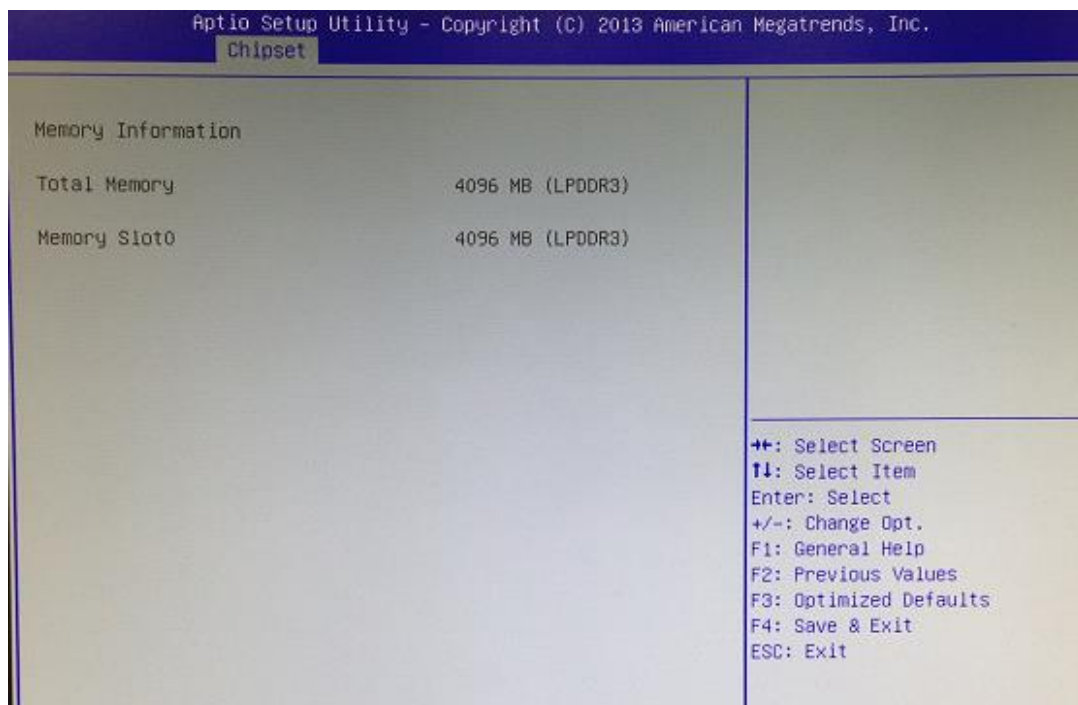 Aptio Setup Utility - Copyright (C) 2013 American Megatrends, Inc.
Chipset
Memory Information
Total Memory 4096 MB (LPDDR3)
Memory Slot0 4096 MB (LPDDR3)
→←: Select Screen
↑↓: Select Item
Enter: Select
+/-: Change Opt.
F1: General Help
F2: Previous Values
F3: Optimized Defaults
F4: Save & Exit
ESC: Exit